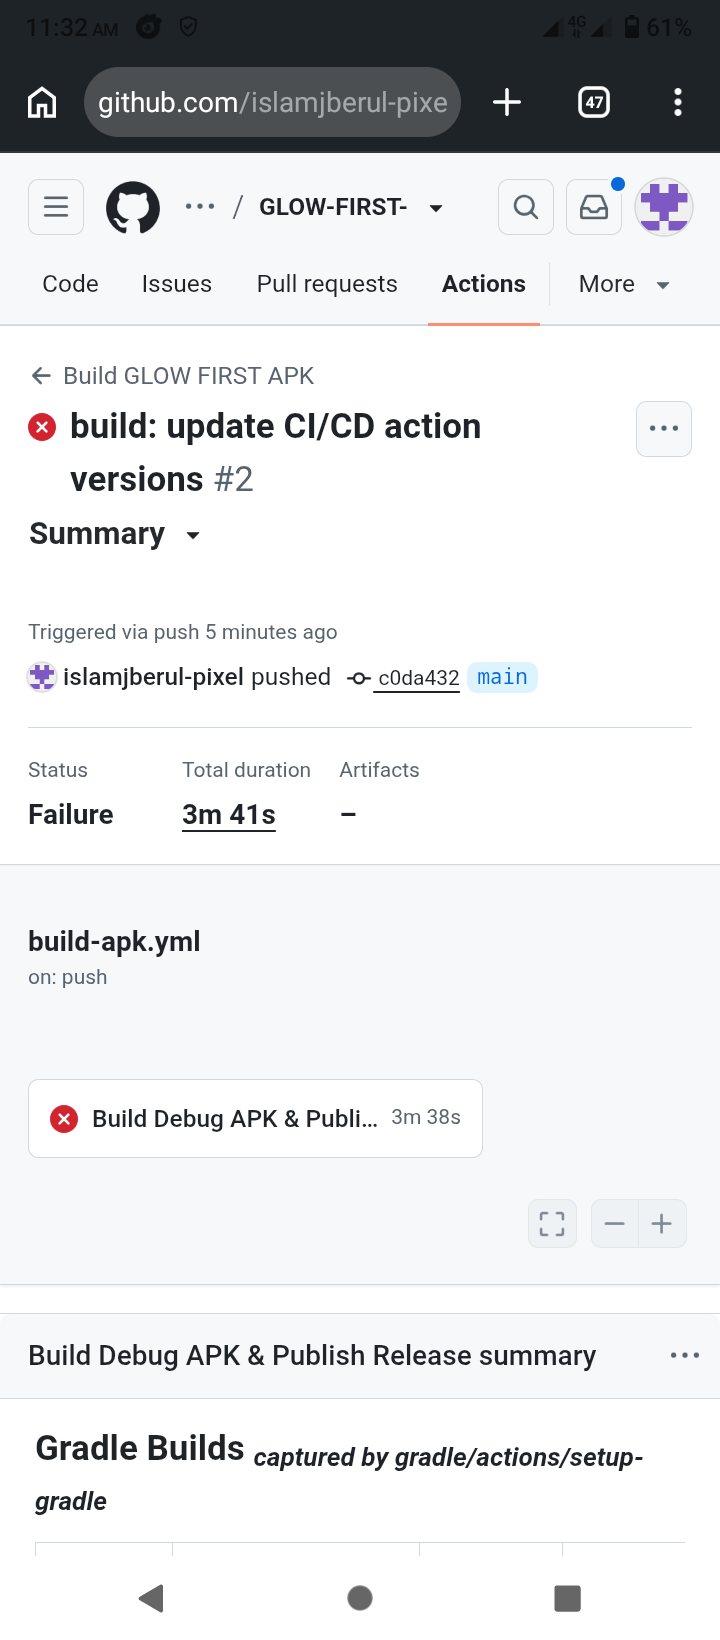 11:32 AM 4G 61%
github.com/islamjberul-pixe 47
... / GLOW-FIRST-
Code Issues Pull requests Actions More
← Build GLOW FIRST APK
build: update CI/CD action
versions #2
Summary
Triggered via push 5 minutes ago
islamjberul-pixel pushed c0da432 main
Status Total duration Artifacts
Failure 3m 41s –
build-apk.yml
on: push
Build Debug APK & Publi... 3m 38s
Build Debug APK & Publish Release summary
Gradle Builds captured by gradle/actions/setup-
gradle